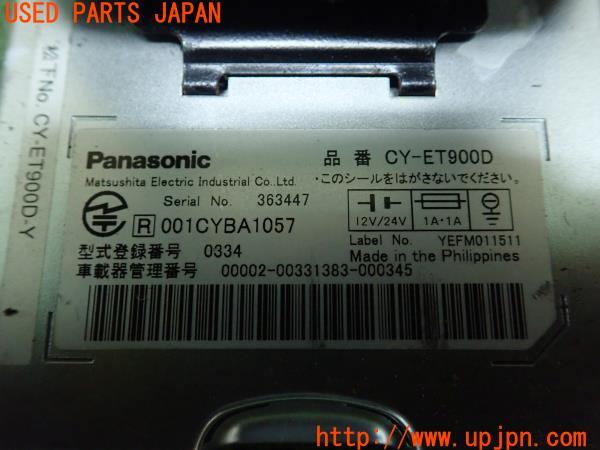 USED PARTS JAPAN
松下No.CY-ET900D-Y
Panasonic
品番 CY-ET900D
Matsushita Electric Industrial Co.,Ltd.
・このシールをはがさないでください。
Serial No. 363447
R 001CYBA1057
12V/24V 1A・1A
型式登録番号 0334
Label No. YEFM011511
車載器管理番号 00002-00331383-000345
Made in the Philippines
http://www.upjpn.com/